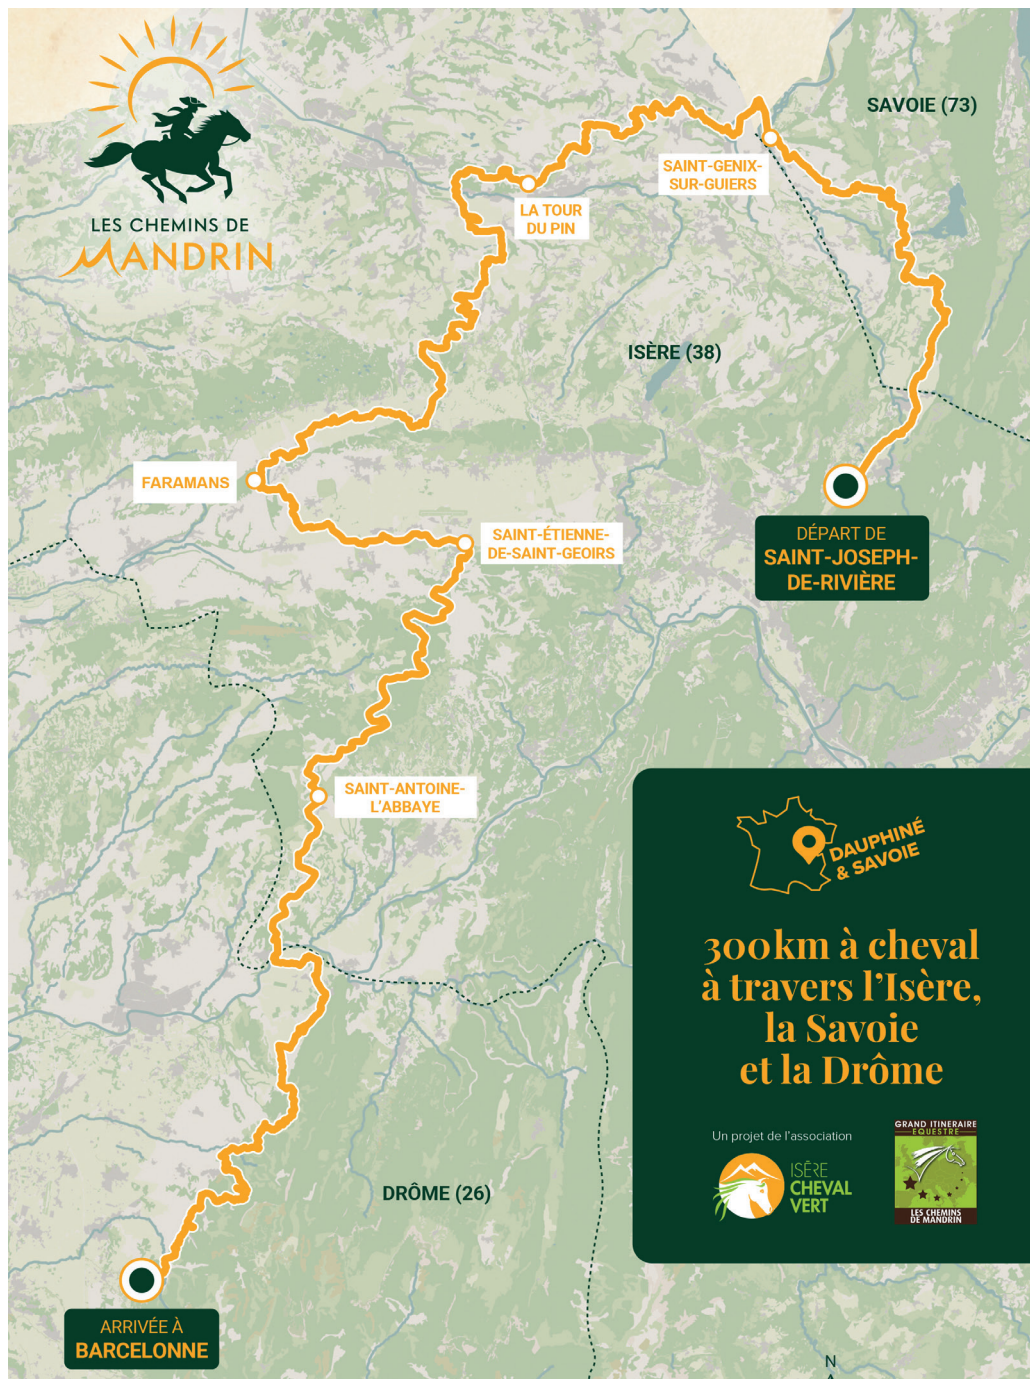 LES CHEMINS DE
MANDRIN
SAVOIE (73)
SAINT-GENIX-
SUR-GUIERS
LA TOUR
DU PIN
ISÈRE (38)
FARAMANS
SAINT-ÉTIENNE-
DE-SAINT-GEOIRS
DÉPART DE
SAINT-JOSEPH-
DE-RIVIÈRE
SAINT-ANTOINE-
L'ABBAYE
DAUPHINÉ
& SAVOIE
300km à cheval
à travers l'Isère,
la Savoie
et la Drôme
Un projet de l'association
ISÈRE
CHEVAL
VERT
GRAND ITINERAIRE
EQUESTRE
LES CHEMINS
DE MANDRIN
DRÔME (26)
ARRIVÉE À
BARCELONNE
N